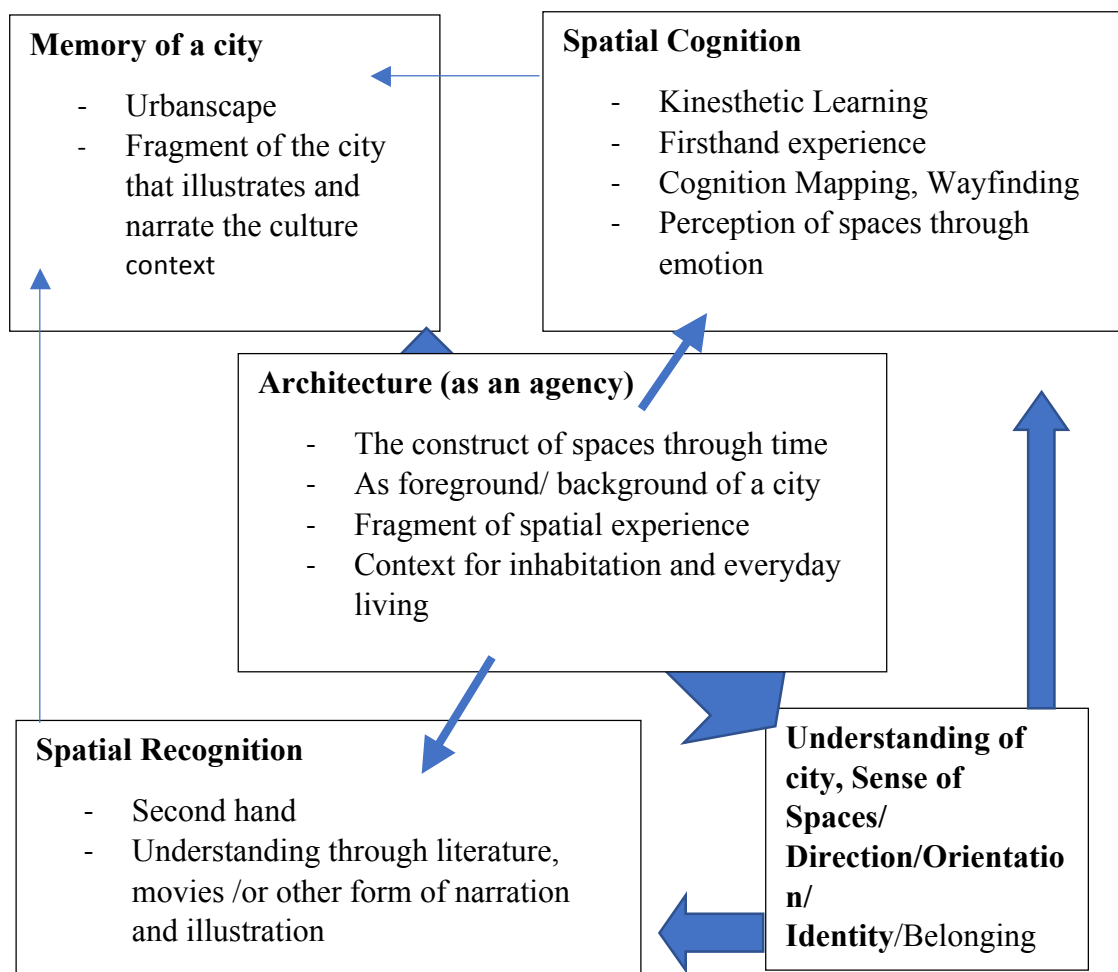 Memory of a city
- Urbanscape
- Fragment of the city
that illustrates and
narrate the culture
context
Spatial Cognition
- Kinesthetic Learning
- Firsthand experience
- Cognition Mapping, Wayfinding
- Perception of spaces through
emotion
Architecture (as an agency)
- The construct of spaces through time
- As foreground/ background of a city
- Fragment of spatial experience
- Context for inhabitation and everyday
living
Spatial Recognition
- Second hand
- Understanding through literature,
movies /or other form of narration
and illustration
Understanding of
city, Sense of
Spaces/
Direction/Orientatio
n/
Identity/Belonging